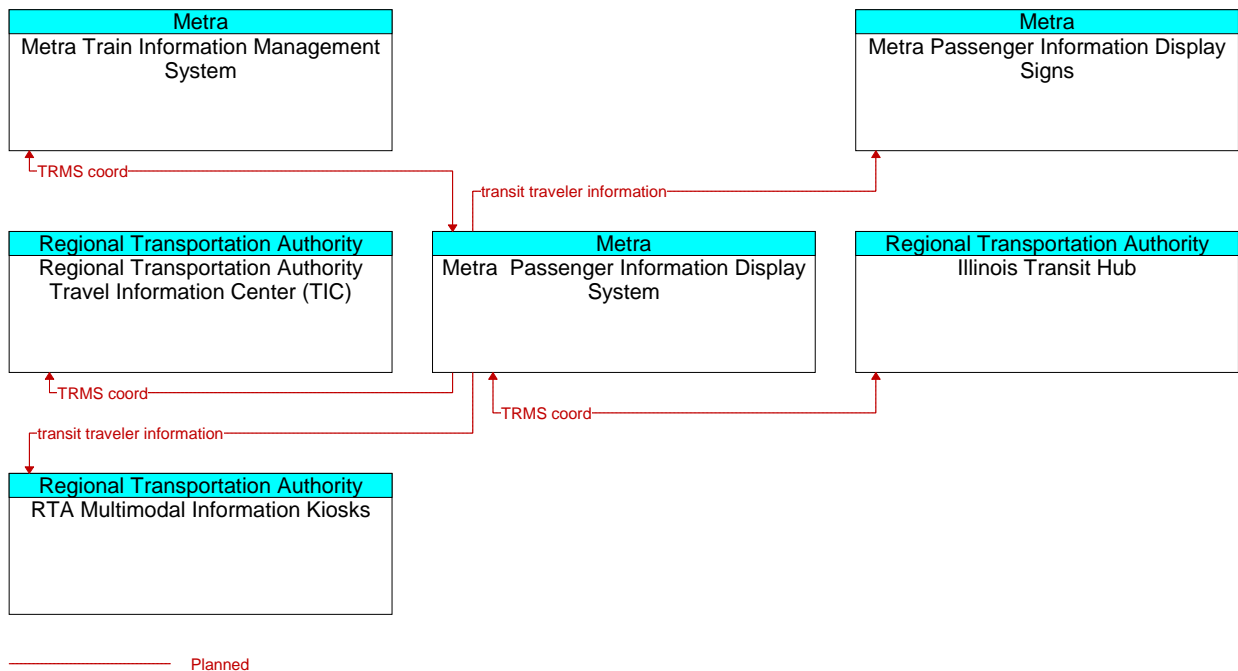 Metra
Metra Train Information Management
System
Metra
Metra Passenger Information Display
Signs
TRMS coord
transit traveler information
Regional Transportation Authority
Regional Transportation Authority
Travel Information Center (TIC)
Metra
Metra  Passenger Information Display
System
Regional Transportation Authority
Illinois Transit Hub
TRMS coord
TRMS coord
transit traveler information
Regional Transportation Authority
RTA Multimodal Information Kiosks
Planned